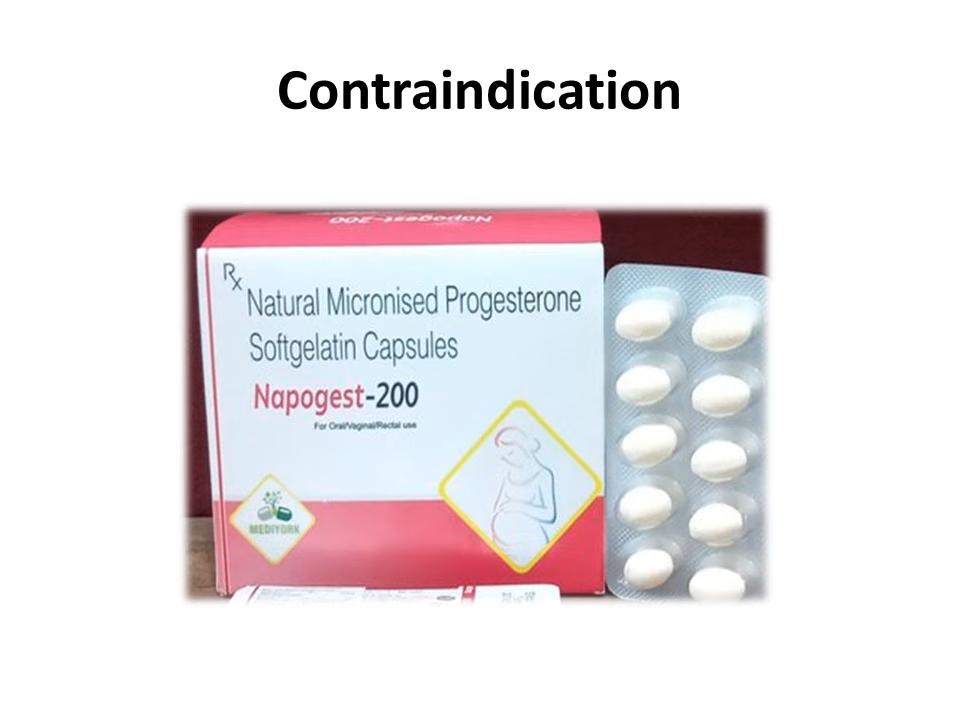 Contraindication
Napogest-200
Rx
Natural Micronised Progesterone
Softgelatin Capsules
Napogest-200
For Oral/Vaginal/Rectal use
MEDIYORK